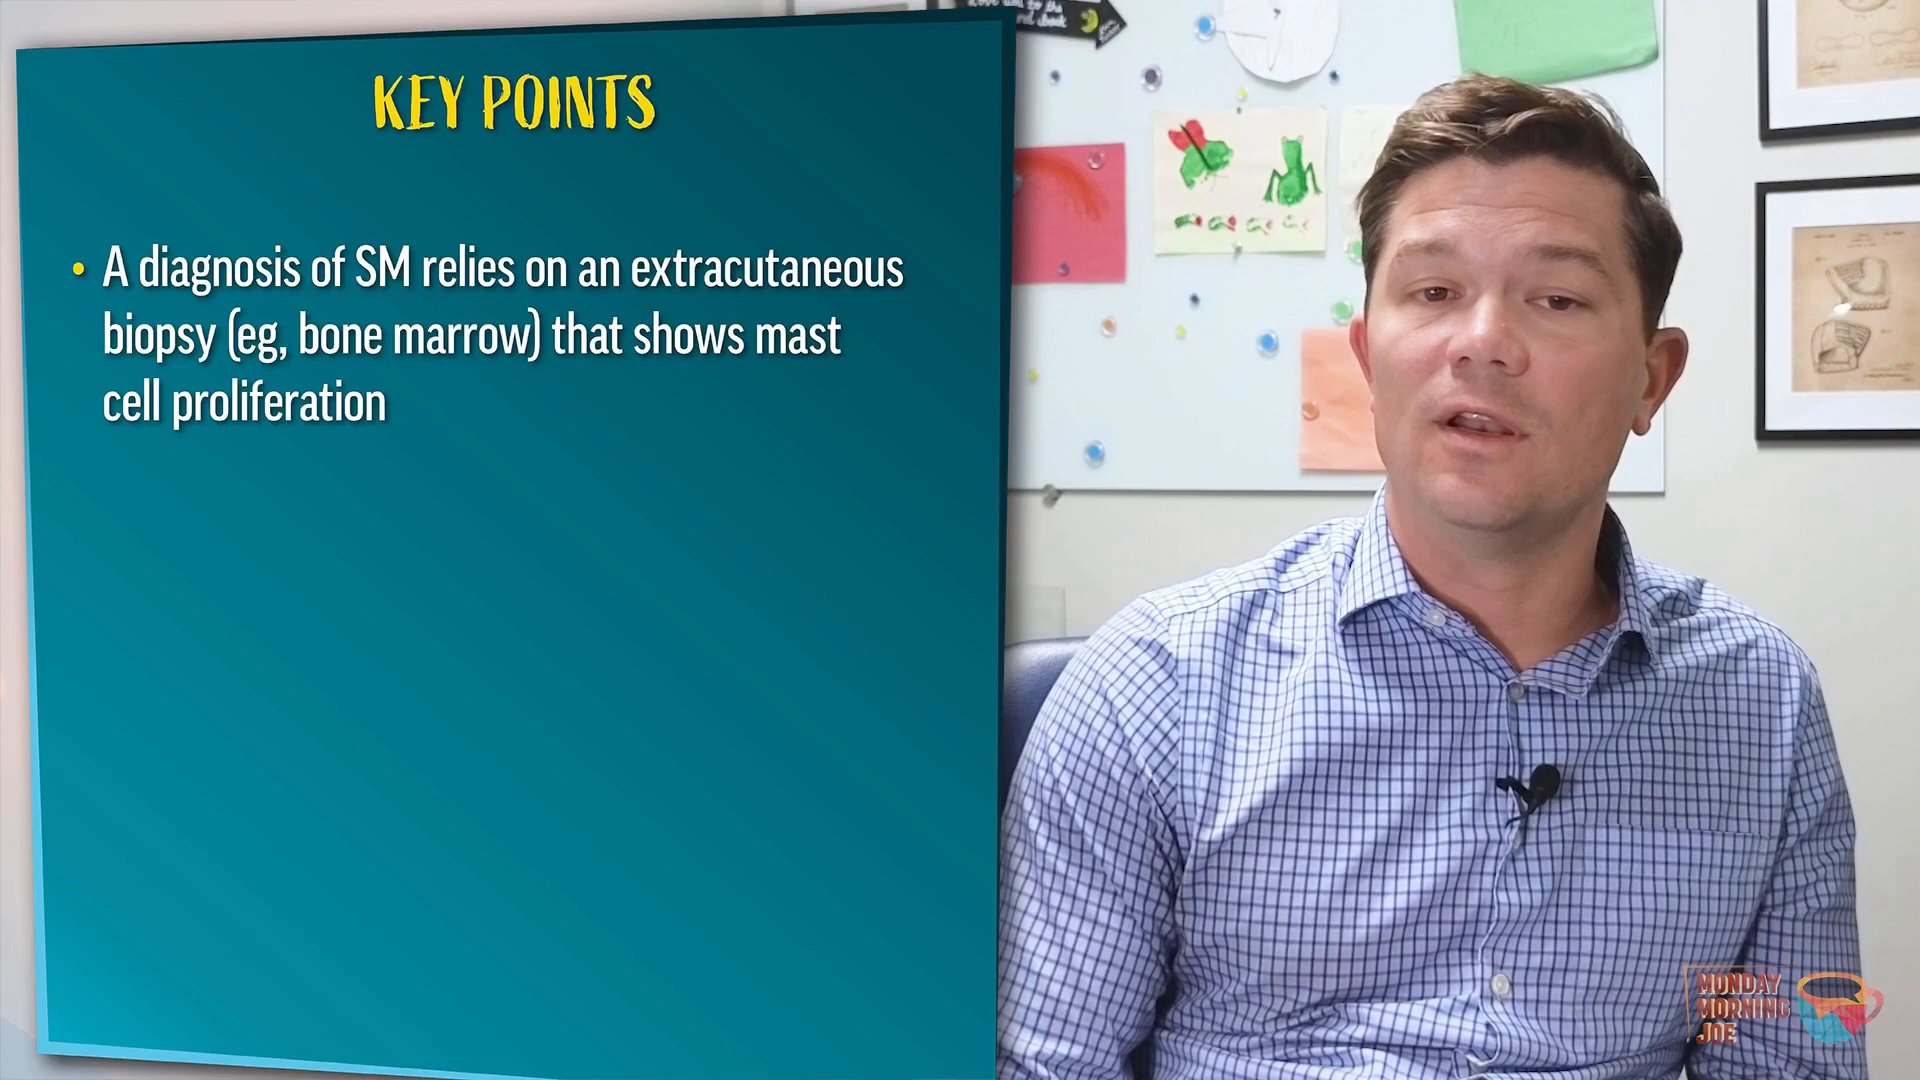 KEY POINTS
• A diagnosis of SM relies on an extracutaneous
biopsy (eg, bone marrow) that shows mast
cell proliferation
MONDAY
MORNING
JOE